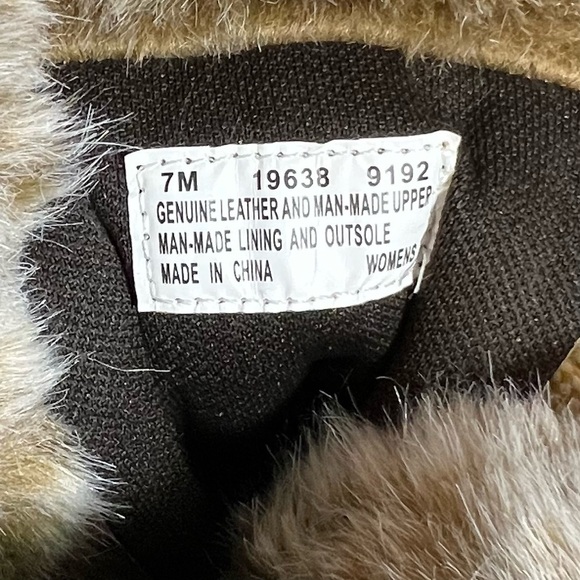 7M 19638 9192
GENUINE LEATHER AND MAN-MADE UPPER
MAN-MADE LINING AND OUTSOLE
MADE IN CHINA WOMENS